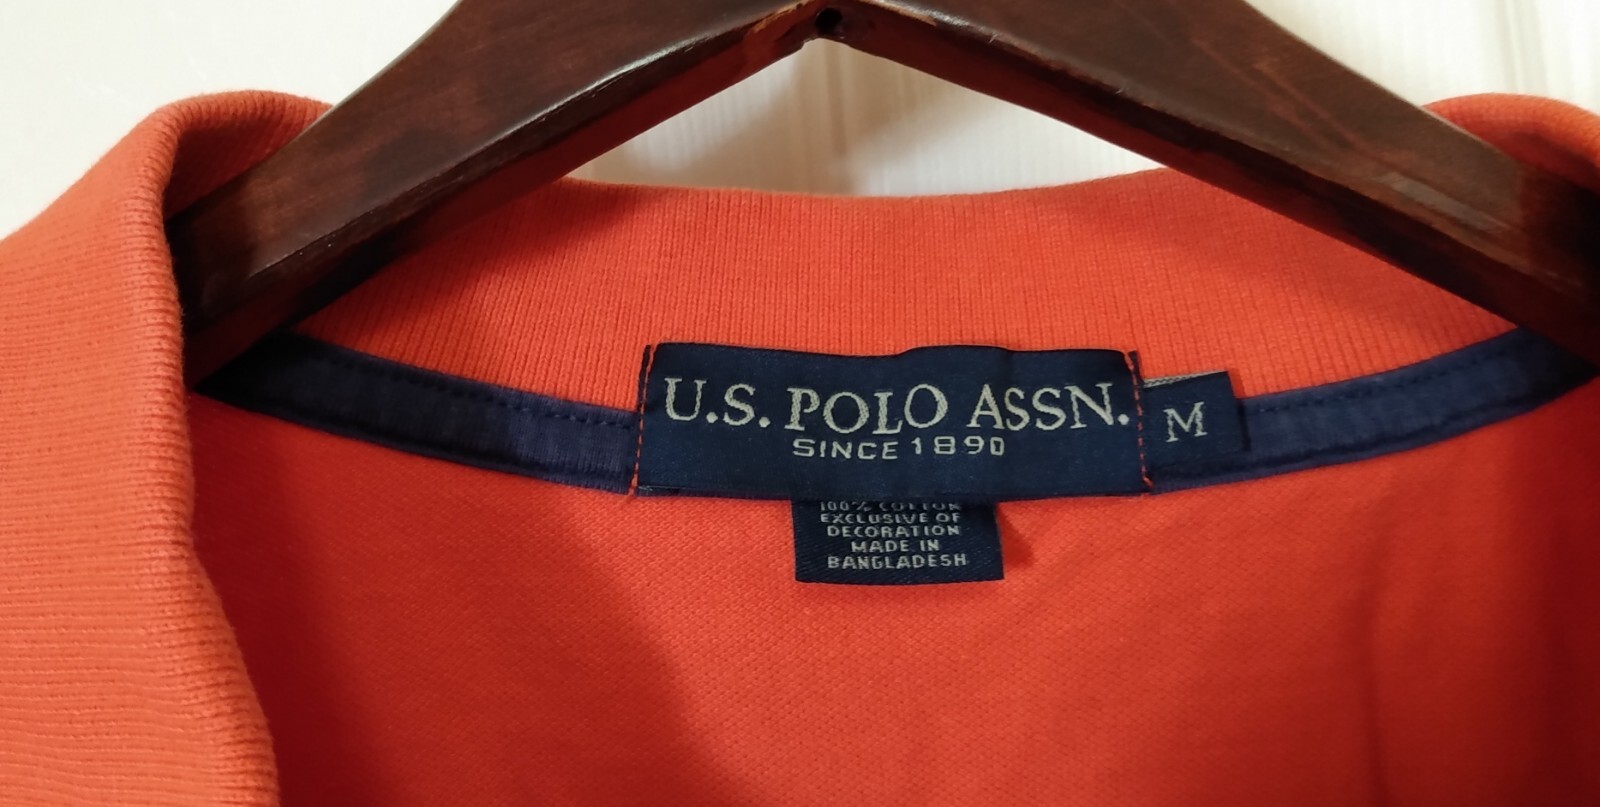 U.S. POLO ASSN.
SINCE 1890
M
100% COTTON
EXCLUSIVE OF
DECORATION
MADE IN
BANGLADESH